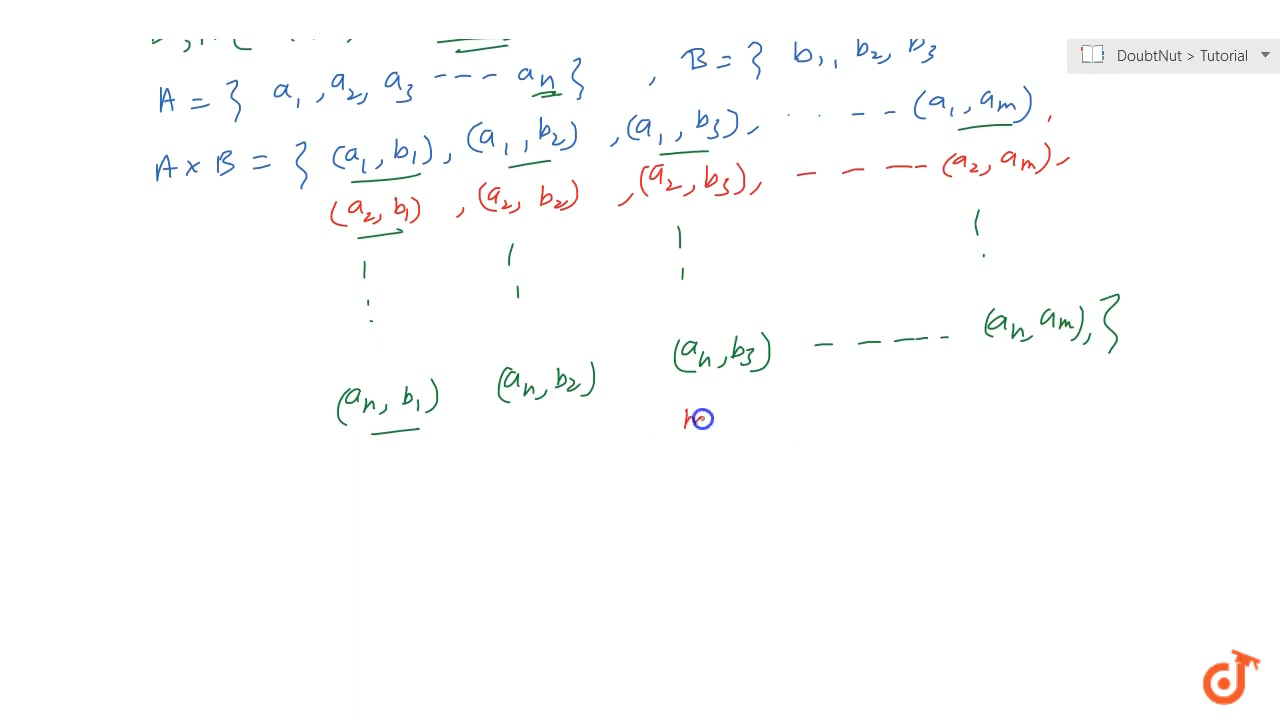 DoubtNut > Tutorial
A = { a₁, a₂, a₃ ---- aₙ } , B = { b₁, b₂, b₃
A × B = { (a₁, b₁), (a₁, b₂), (a₁, b₃), . . - - (a₁, aₘ),
(a₂, b₁), (a₂, b₂), (a₂, b₃), - - --- (a₂, aₘ),
(aₙ, b₁) (aₙ, b₂) (aₙ, b₃) - ---- (aₙ, aₘ), }